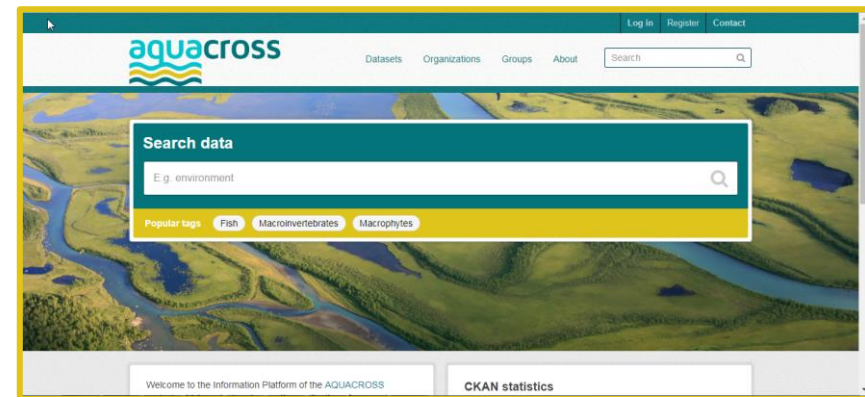 Log in Register Contact
aquacross
Datasets Organizations Groups About Search
Search data
E.g. environment
Popular tags Fish Macroinvertebrates Macrophytes
Welcome to the Information Platform of the AQUACROSS
CKAN statistics